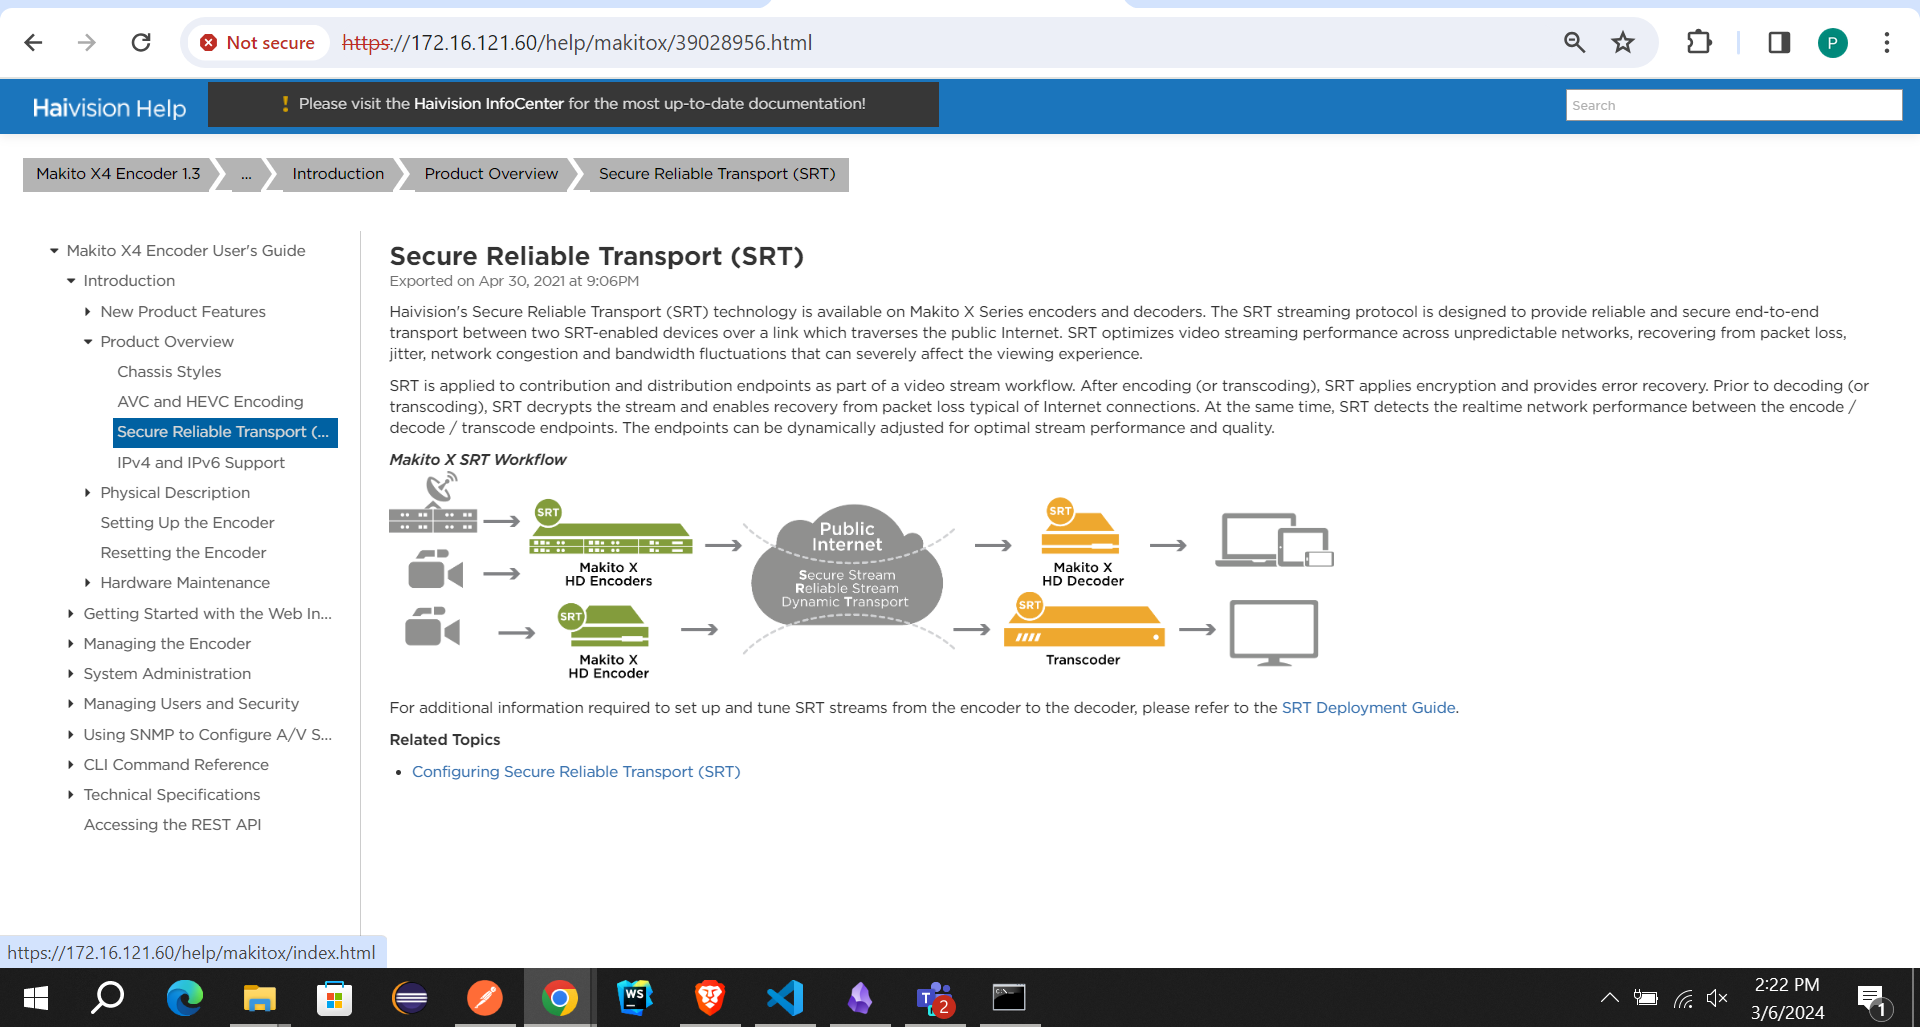 Not secure
https://172.16.121.60/help/makitox/39028956.html
P
Haivision Help
! Please visit the Haivision InfoCenter for the most up-to-date documentation!
Search
Makito X4 Encoder 1.3
...
Introduction
Product Overview
Secure Reliable Transport (SRT)
Makito X4 Encoder User's Guide
Introduction
New Product Features
Product Overview
Chassis Styles
AVC and HEVC Encoding
Secure Reliable Transport (...
IPv4 and IPv6 Support
Physical Description
Setting Up the Encoder
Resetting the Encoder
Hardware Maintenance
Getting Started with the Web In...
Managing the Encoder
System Administration
Managing Users and Security
Using SNMP to Configure A/V S...
CLI Command Reference
Technical Specifications
Accessing the REST API
Secure Reliable Transport (SRT)
Exported on Apr 30, 2021 at 9:06PM
Haivision's Secure Reliable Transport (SRT) technology is available on Makito X Series encoders and decoders. The SRT streaming protocol is designed to provide reliable and secure end-to-end
transport between two SRT-enabled devices over a link which traverses the public Internet. SRT optimizes video streaming performance across unpredictable networks, recovering from packet loss,
jitter, network congestion and bandwidth fluctuations that can severely affect the viewing experience.
SRT is applied to contribution and distribution endpoints as part of a video stream workflow. After encoding (or transcoding), SRT applies encryption and provides error recovery. Prior to decoding (or
transcoding), SRT decrypts the stream and enables recovery from packet loss typical of Internet connections. At the same time, SRT detects the realtime network performance between the encode /
decode / transcode endpoints. The endpoints can be dynamically adjusted for optimal stream performance and quality.
Makito X SRT Workflow
SRT
Makito X
HD Encoders
SRT
Makito X
HD Encoder
Public
Internet
Secure Stream
Reliable Stream
Dynamic Transport
SRT
Makito X
HD Decoder
SRT
Transcoder
For additional information required to set up and tune SRT streams from the encoder to the decoder, please refer to the SRT Deployment Guide.
Related Topics
• Configuring Secure Reliable Transport (SRT)
https://172.16.121.60/help/makitox/index.html
WS
T
2
2:22 PM
3/6/2024
1